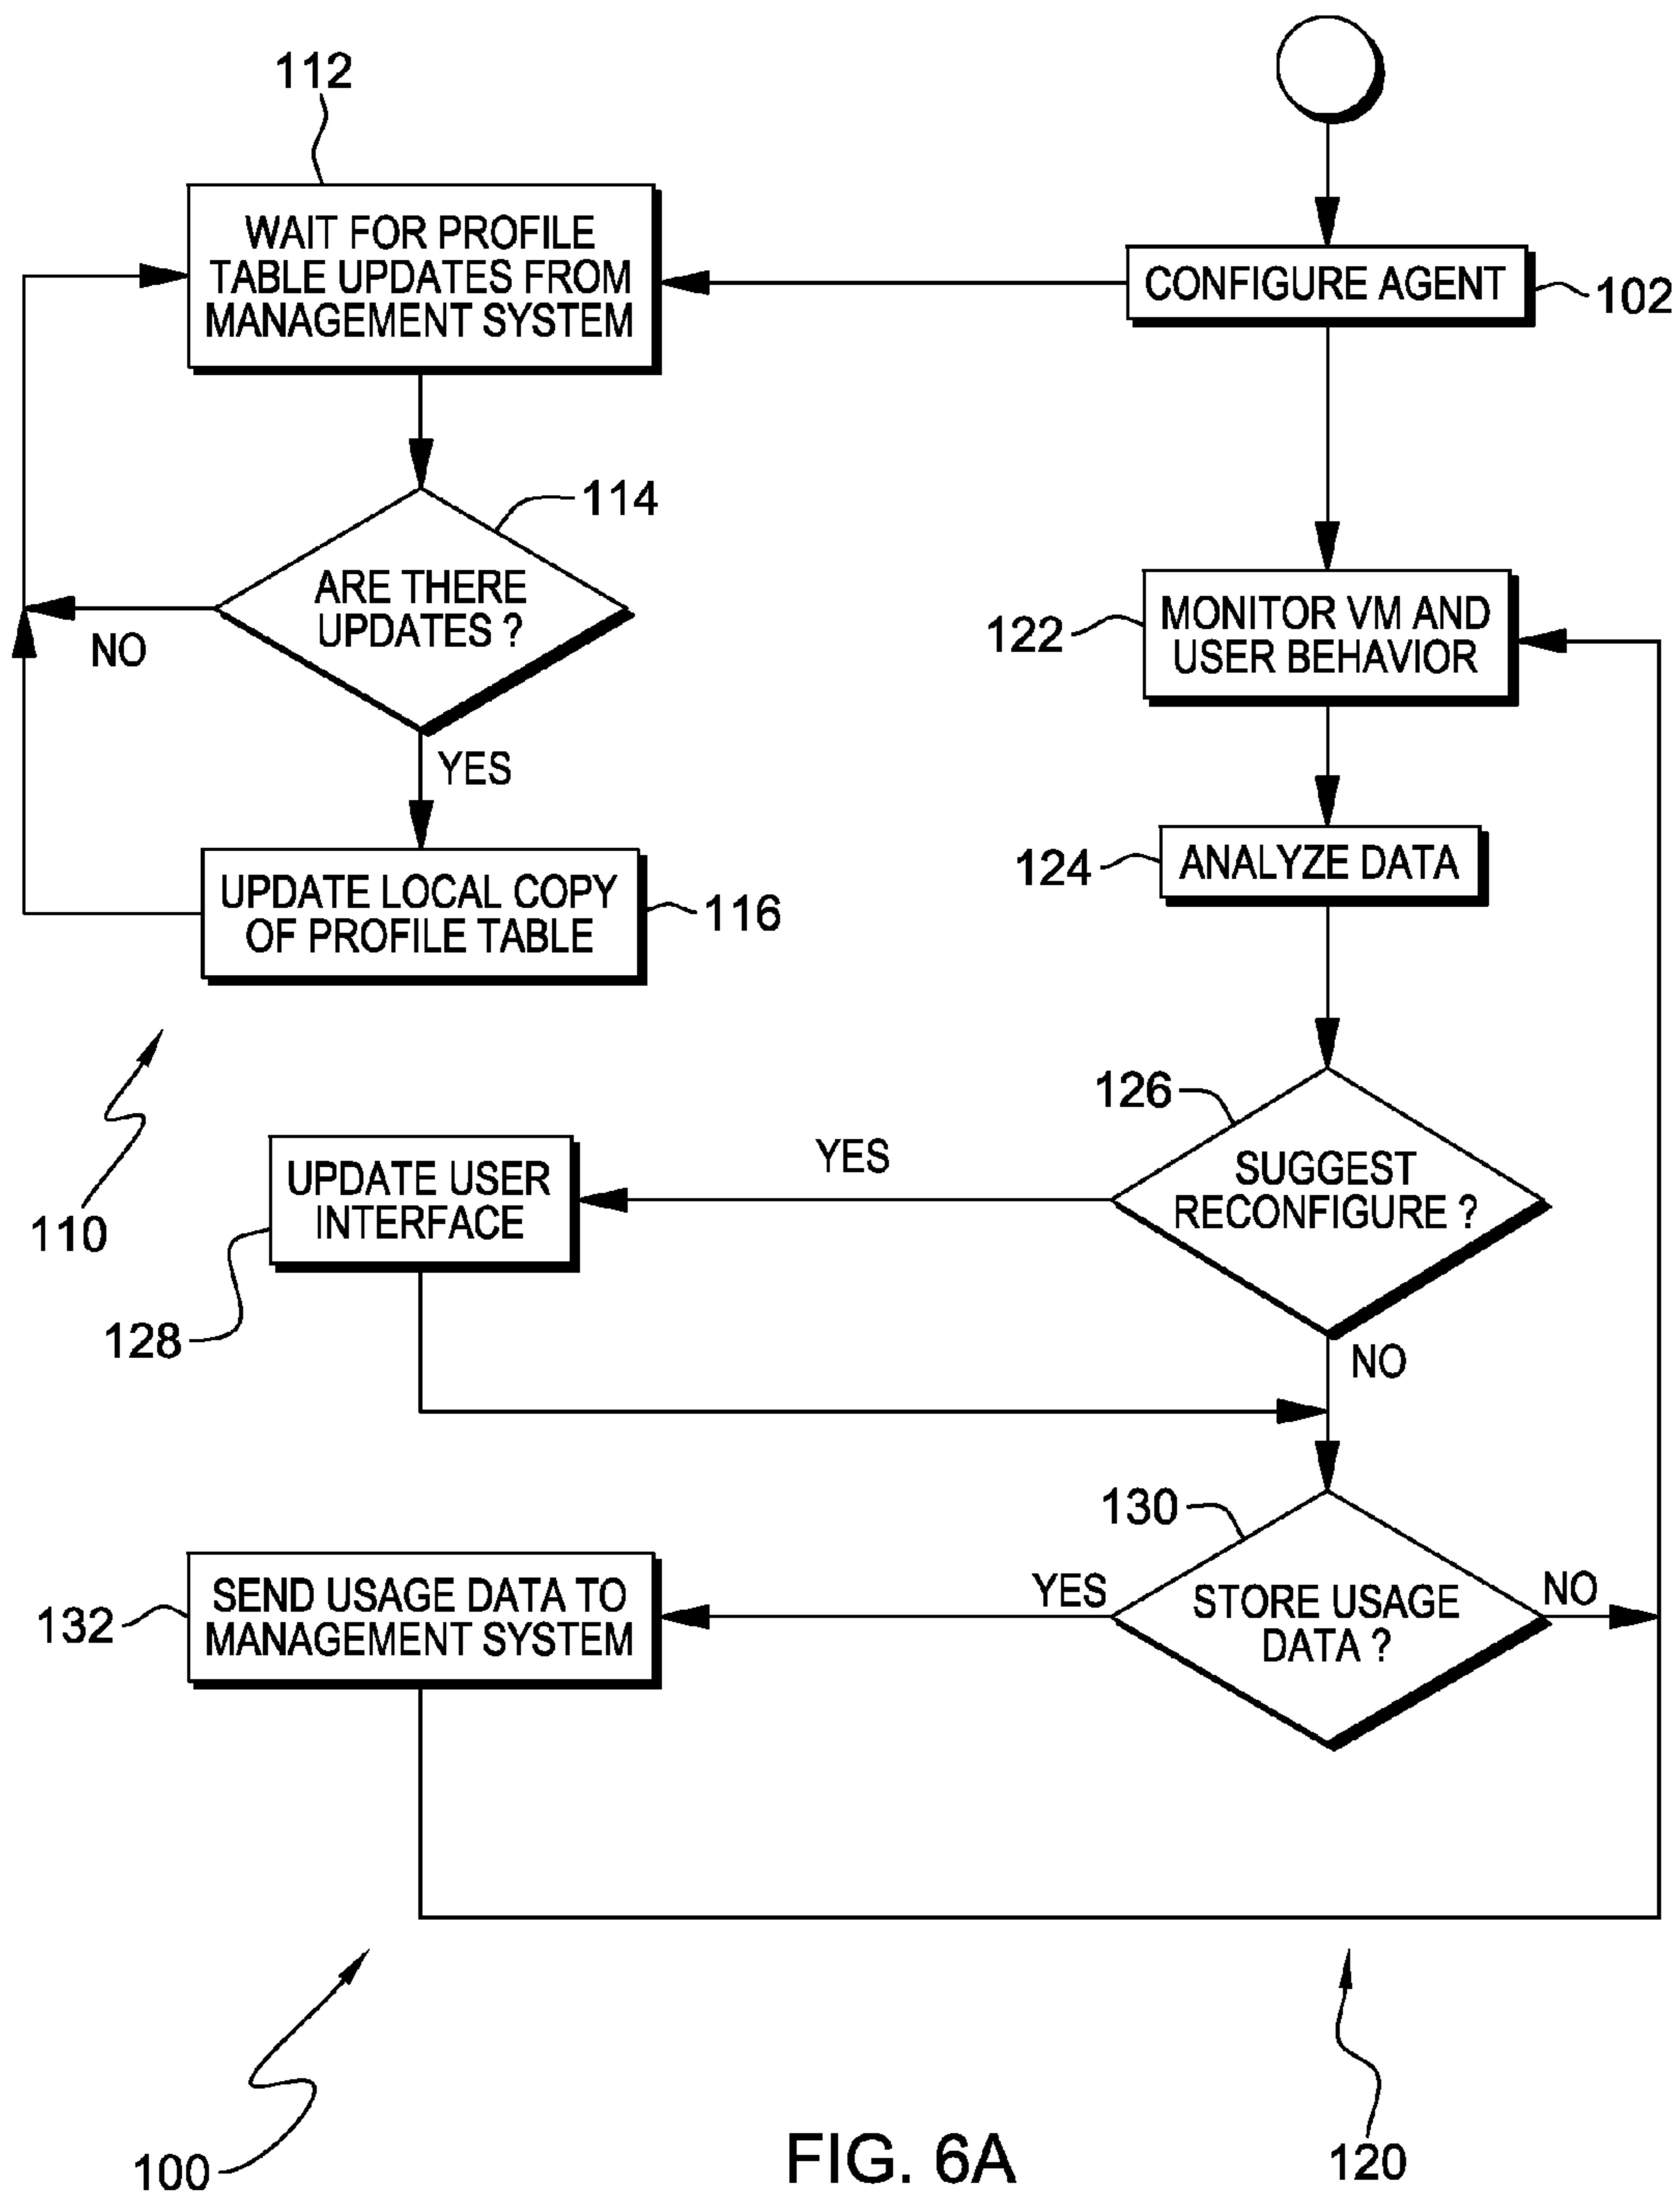 112
WAIT FOR PROFILE
TABLE UPDATES FROM
MANAGEMENT SYSTEM
CONFIGURE AGENT
102
114
ARE THERE
UPDATES ?
NO
YES
UPDATE LOCAL COPY
OF PROFILE TABLE
116
110
122
MONITOR VM AND
USER BEHAVIOR
124
ANALYZE DATA
126
SUGGEST
RECONFIGURE ?
YES
NO
UPDATE USER
INTERFACE
128
130
STORE USAGE
DATA ?
YES
NO
SEND USAGE DATA TO
MANAGEMENT SYSTEM
132
100
120
FIG. 6A